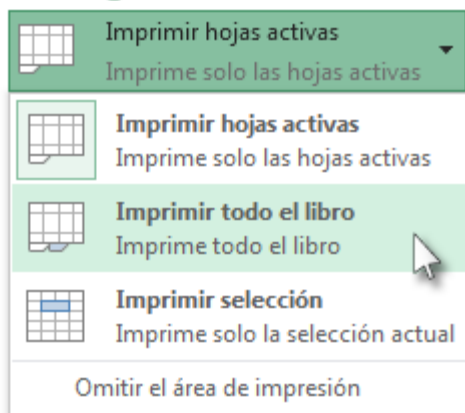 Imprimir hojas activas
Imprime solo las hojas activas
Imprimir hojas activas
Imprime solo las hojas activas
Imprimir todo el libro
Imprime todo el libro
Imprimir selección
Imprime solo la selección actual
Omitir el área de impresión